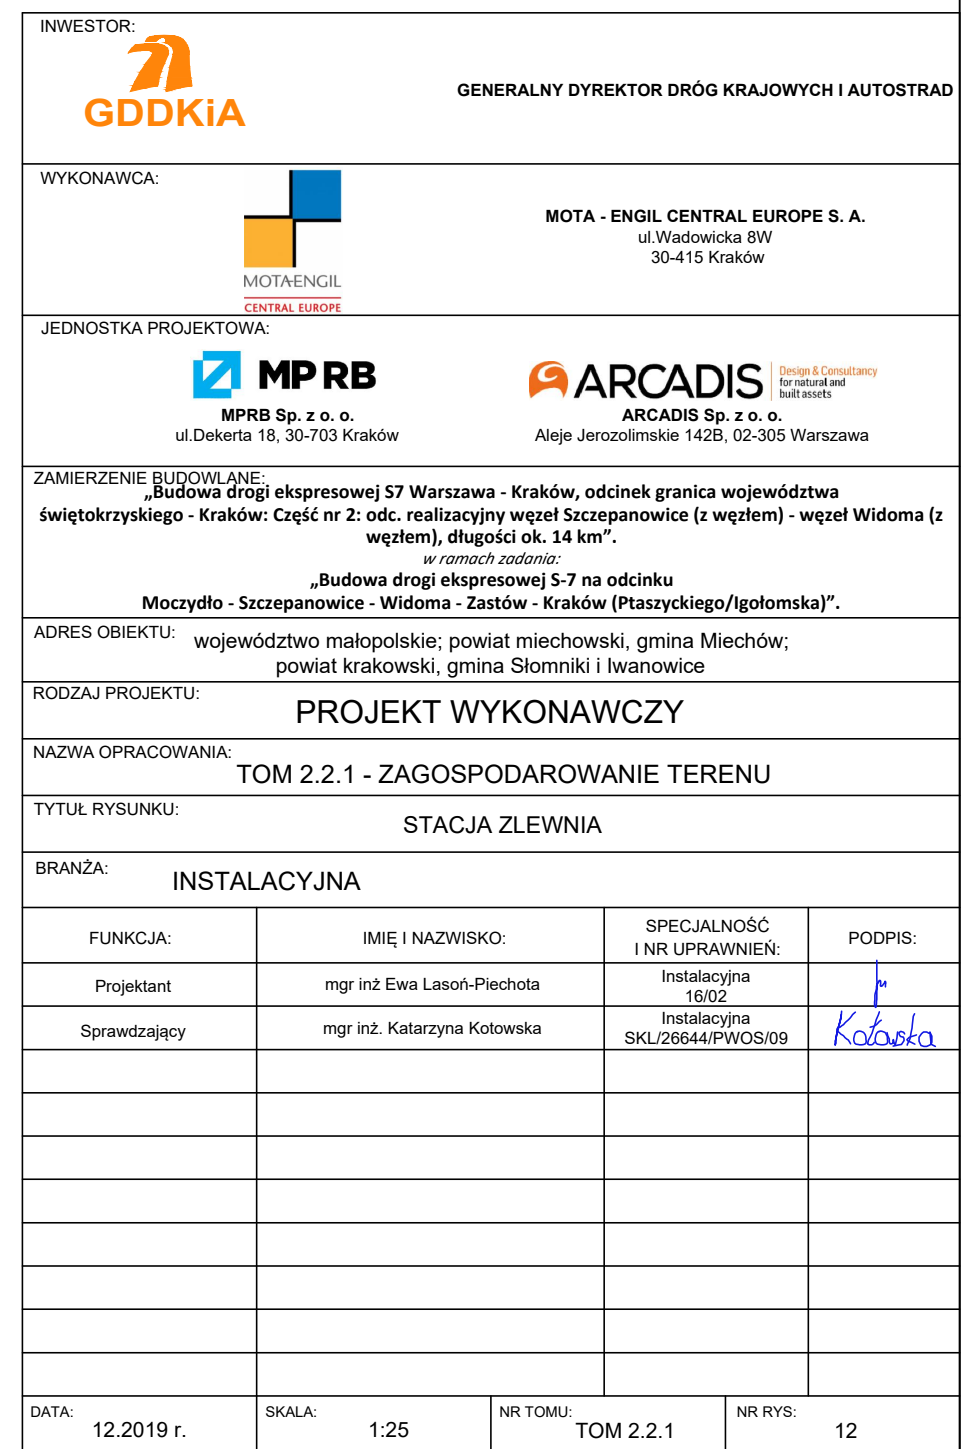 INWESTOR:
GDDKiA
GENERALNY DYREKTOR DRÓG KRAJOWYCH I AUTOSTRAD
WYKONAWCA:
MOTA-ENGIL
CENTRAL EUROPE
MOTA - ENGIL CENTRAL EUROPE S. A.
ul.Wadowicka 8W
30-415 Kraków
JEDNOSTKA PROJEKTOWA:
MPRB
MPRB Sp. z o. o.
ul.Dekerta 18, 30-703 Kraków
ARCADIS
Design & Consultancy
for natural and
built assets
ARCADIS Sp. z o. o.
Aleje Jerozolimskie 142B, 02-305 Warszawa
ZAMIERZENIE BUDOWLANE:
„Budowa drogi ekspresowej S7 Warszawa - Kraków, odcinek granica województwa
świętokrzyskiego - Kraków: Część nr 2: odc. realizacyjny węzeł Szczepanowice (z węzłem) - węzeł Widoma (z
węzłem), długości ok. 14 km”.
w ramach zadania:
„Budowa drogi ekspresowej S-7 na odcinku
Moczydło - Szczepanowice - Widoma - Zastów - Kraków (Ptaszyckiego/Igołomska)”.
ADRES OBIEKTU:
województwo małopolskie; powiat miechowski, gmina Miechów;
powiat krakowski, gmina Słomniki i Iwanowice
RODZAJ PROJEKTU:
PROJEKT WYKONAWCZY
NAZWA OPRACOWANIA:
TOM 2.2.1 - ZAGOSPODAROWANIE TERENU
TYTUŁ RYSUNKU:
STACJA ZLEWNIA
BRANŻA:
INSTALACYJNA
FUNKCJA: IMIĘ I NAZWISKO: SPECJALNOŚĆ I NR UPRAWNIEŃ: PODPIS:
Projektant mgr inż Ewa Lasoń-Piechota Instalacyjna 16/02
Sprawdzający mgr inż. Katarzyna Kotowska Instalacyjna SKL/26644/PWOS/09 Kotowska
DATA: 12.2019 r. SKALA: 1:25 NR TOMU: TOM 2.2.1 NR RYS: 12